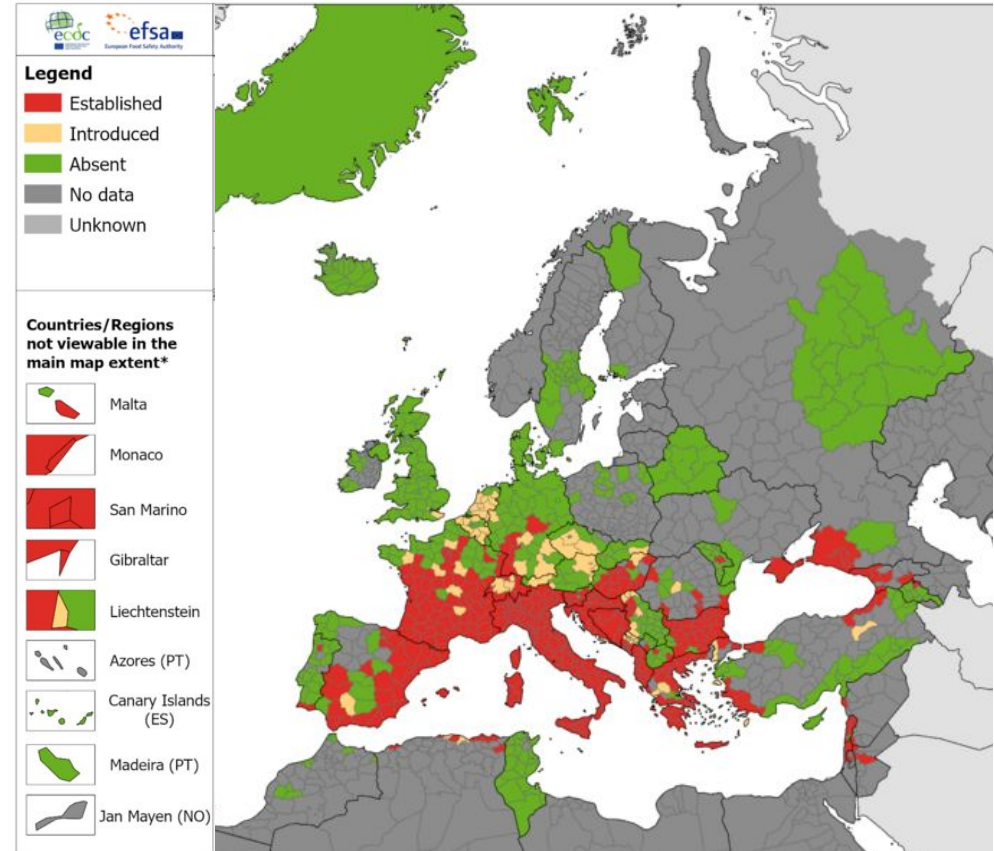 ecdc
efsa
European Food Safety Authority
Legend
Established
Introduced
Absent
No data
Unknown
Countries/Regions
not viewable in the
main map extent*
Malta
Monaco
San Marino
Gibraltar
Liechtenstein
Azores (PT)
Canary Islands
(ES)
Madeira (PT)
Jan Mayen (NO)